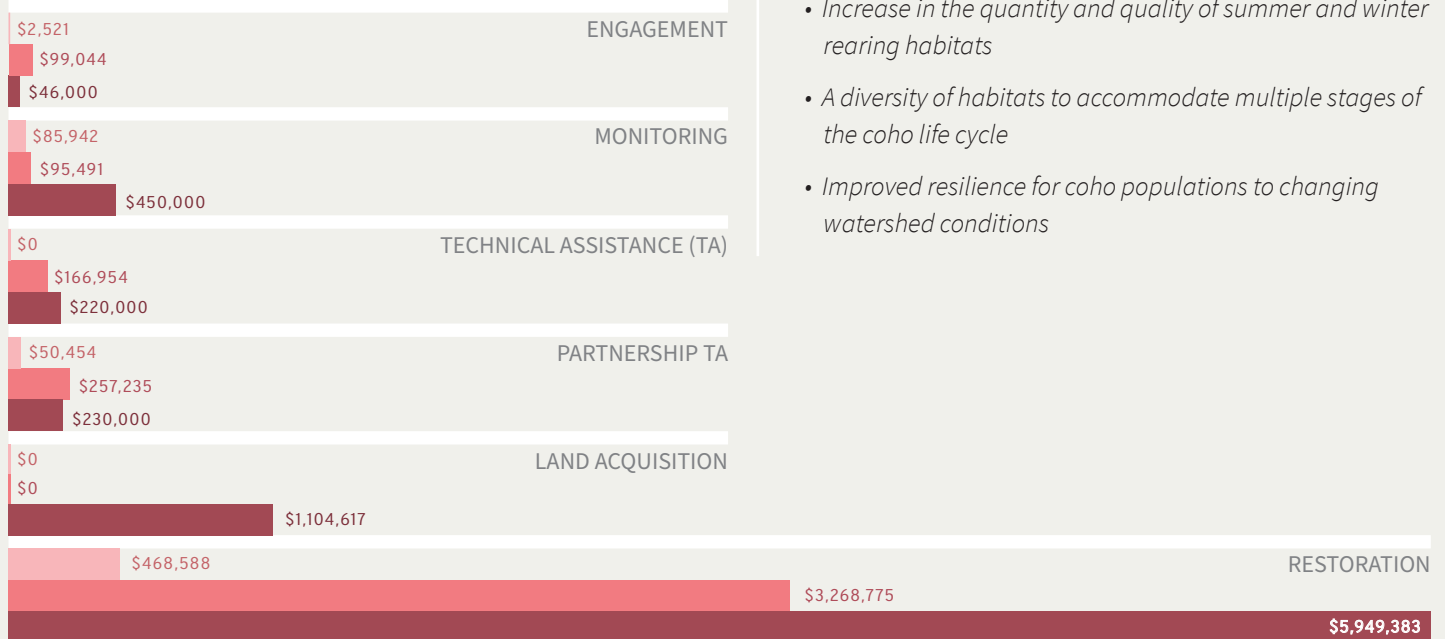 ENGAGEMENT
$2,521
$99,044
$46,000
MONITORING
$85,942
$95,491
$450,000
TECHNICAL ASSISTANCE (TA)
$0
$166,954
$220,000
PARTNERSHIP TA
$50,454
$257,235
$230,000
LAND ACQUISITION
$0
$0
$1,104,617
RESTORATION
$468,588
$3,268,775
$5,949,383
• Increase in the quantity and quality of summer and winter
rearing habitats
• A diversity of habitats to accommodate multiple stages of
the coho life cycle
• Improved resilience for coho populations to changing
watershed conditions